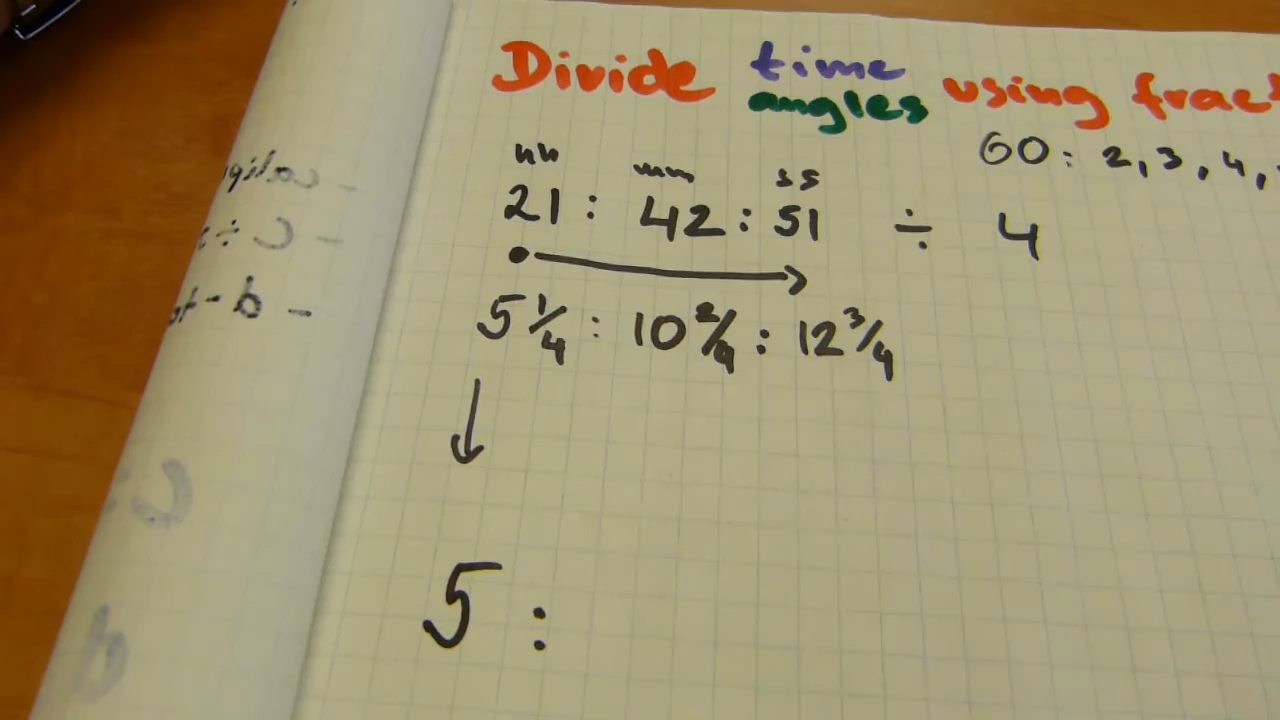 Divide time angles using
60: 2, 3, 4,
hh mm ss
21 : 42 : 51 ÷ 4
5 1/4 : 10 2/4 : 12 3/4
5 :